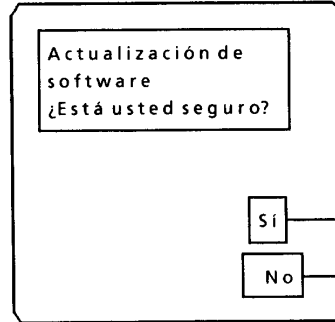 Actualización de
software
¿Está usted seguro?
Sí
No